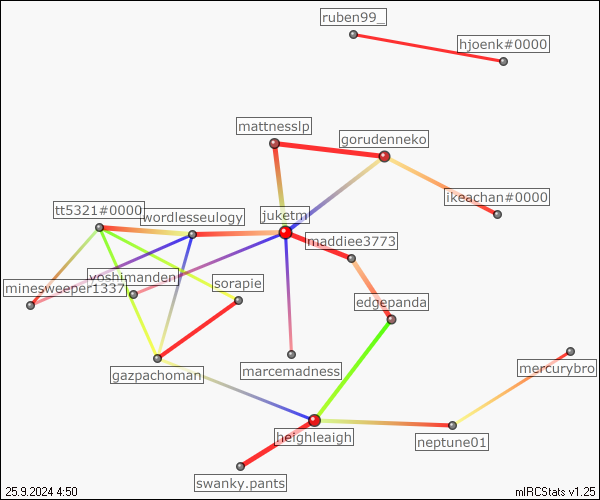 ruben99_
hjoenk#0000
mattnesslp
gorudenneko
ikeachan#0000
tt5321#0000
wordlesseulogy
juketm
maddiee3773
yoshimanden
minesweeper1337
sorapie
edgepanda
marcemadness
gazpachoman
mercurybro
heighleaigh
neptune01
swanky.pants
25.9.2024 4:50
mIRCStats v1.25